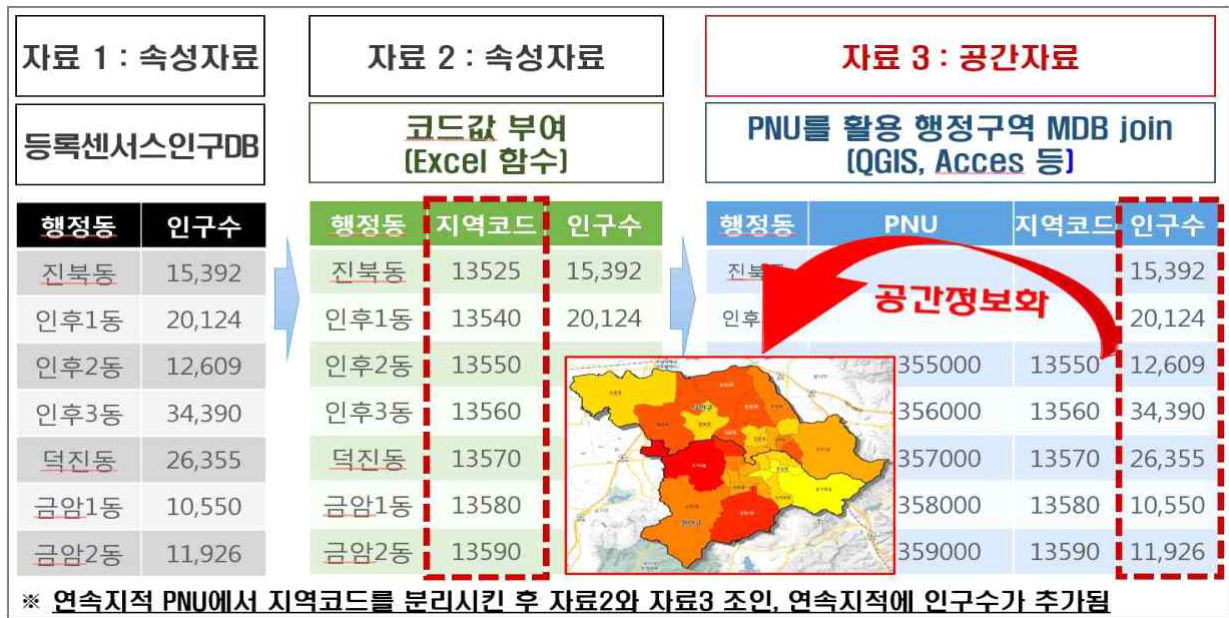 자료 1 : 속성자료
자료 2 : 속성자료
자료 3 : 공간자료
등록센서스인구DB
코드값 부여
(Excel 함수)
PNU를 활용 행정구역 MDB join
(QGIS, Acces 등)
행정동 인구수
진북동 15,392
인후1동 20,124
인후2동 12,609
인후3동 34,390
덕진동 26,355
금암1동 10,550
금암2동 11,926
행정동 지역코드 인구수
진북동 13525 15,392
인후1동 13540 20,124
인후2동 13550
인후3동 13560
덕진동 13570
금암1동 13580
금암2동 13590
행정동 PNU 지역코드 인구수
진북 15,392
인후 20,124
355000 13550 12,609
356000 13560 34,390
357000 13570 26,355
358000 13580 10,550
359000 13590 11,926
공간정보화
※ 연속지적 PNU에서 지역코드를 분리시킨 후 자료2와 자료3 조인, 연속지적에 인구수가 추가됨